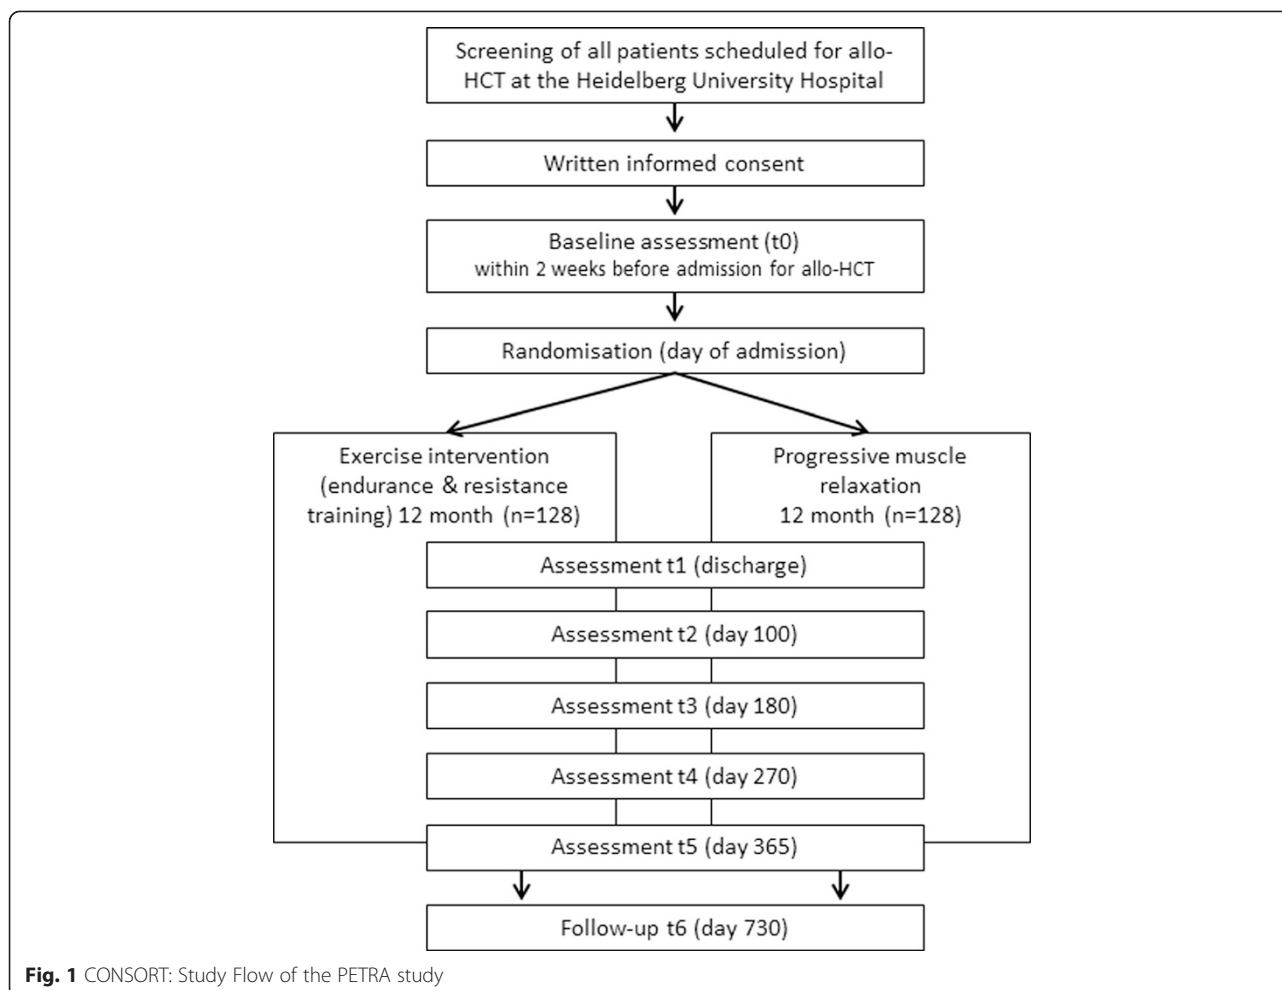 Screening of all patients scheduled for allo-
HCT at the Heidelberg University Hospital
Written informed consent
Baseline assessment (t0)
within 2 weeks before admission for allo-HCT
Randomisation (day of admission)
Exercise intervention
(endurance & resistance
training) 12 month (n=128)
Progressive muscle
relaxation
12 month (n=128)
Assessment t1 (discharge)
Assessment t2 (day 100)
Assessment t3 (day 180)
Assessment t4 (day 270)
Assessment t5 (day 365)
Follow-up t6 (day 730)
Fig. 1 CONSORT: Study Flow of the PETRA study